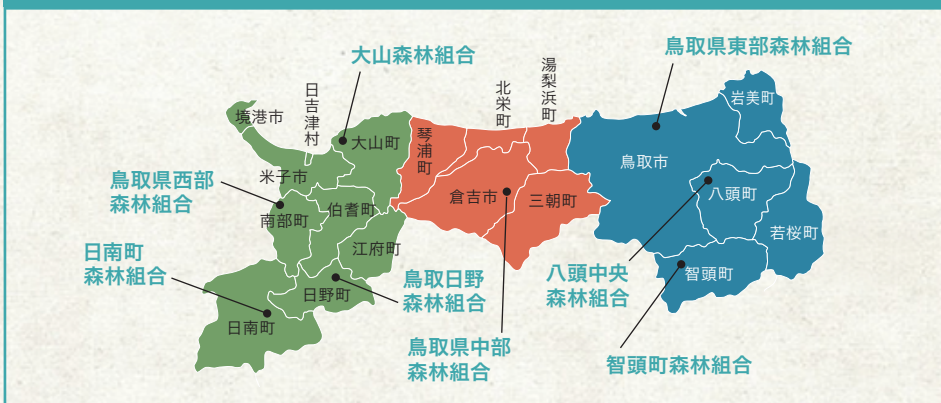 鳥取県東部森林組合
大山森林組合
湯梨浜町
北栄町
日吉津村
岩美町
境港市
大山町
琴浦町
鳥取市
米子市
鳥取県西部
森林組合
八頭町
倉吉市
三朝町
伯耆町
南部町
若桜町
江府町
日南町
森林組合
八頭中央
森林組合
智頭町
鳥取日野
森林組合
日野町
日南町
鳥取県中部
森林組合
智頭町森林組合